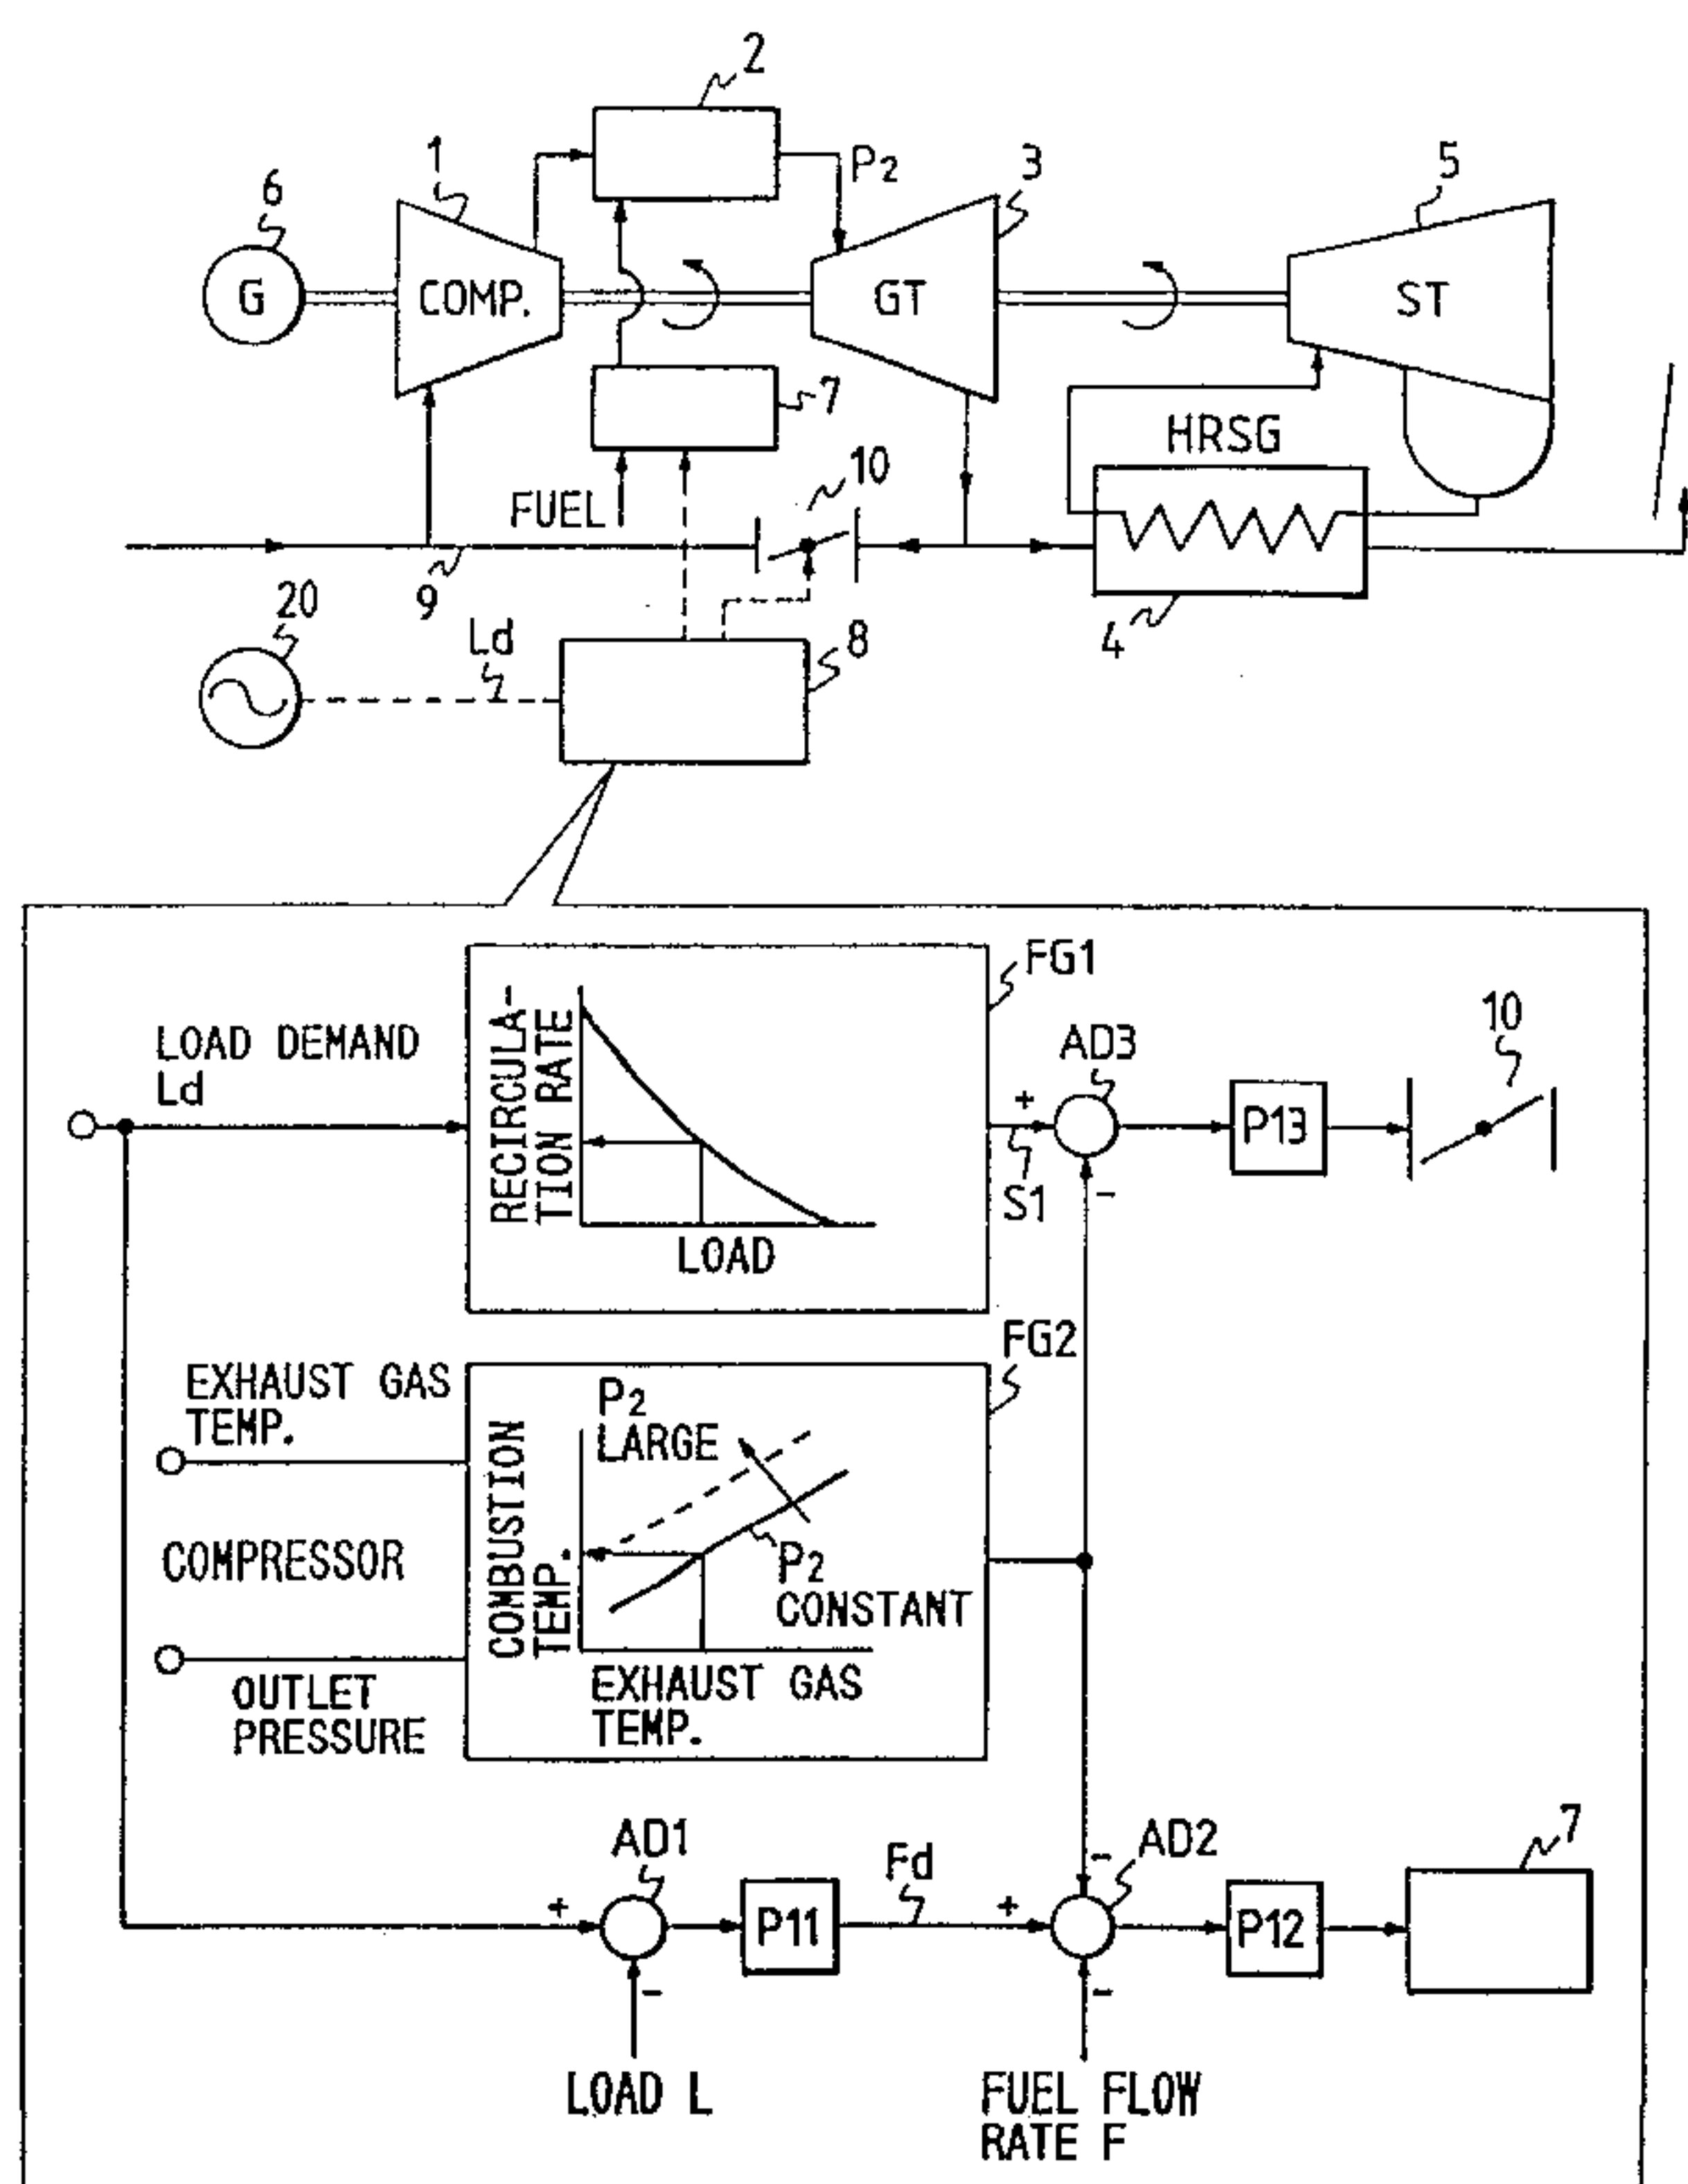 2
1
P2
3
5
6
G
COMP.
GT
ST
7
HRSG
10
FUEL
9
20
Ld
8
4
FG1
LOAD DEMAND
Ld
RECIRCULA-
TION RATE
LOAD
AD3
10
+
P13
S1
-
FG2
EXHAUST GAS
TEMP.
P2
LARGE
COMBUSTION
TEMP.
COMPRESSOR
P2
CONSTANT
OUTLET
PRESSURE
EXHAUST GAS
TEMP.
AD1
Fd
AD2
7
-
+
P11
+
P12
-
-
LOAD L
FUEL FLOW
RATE F